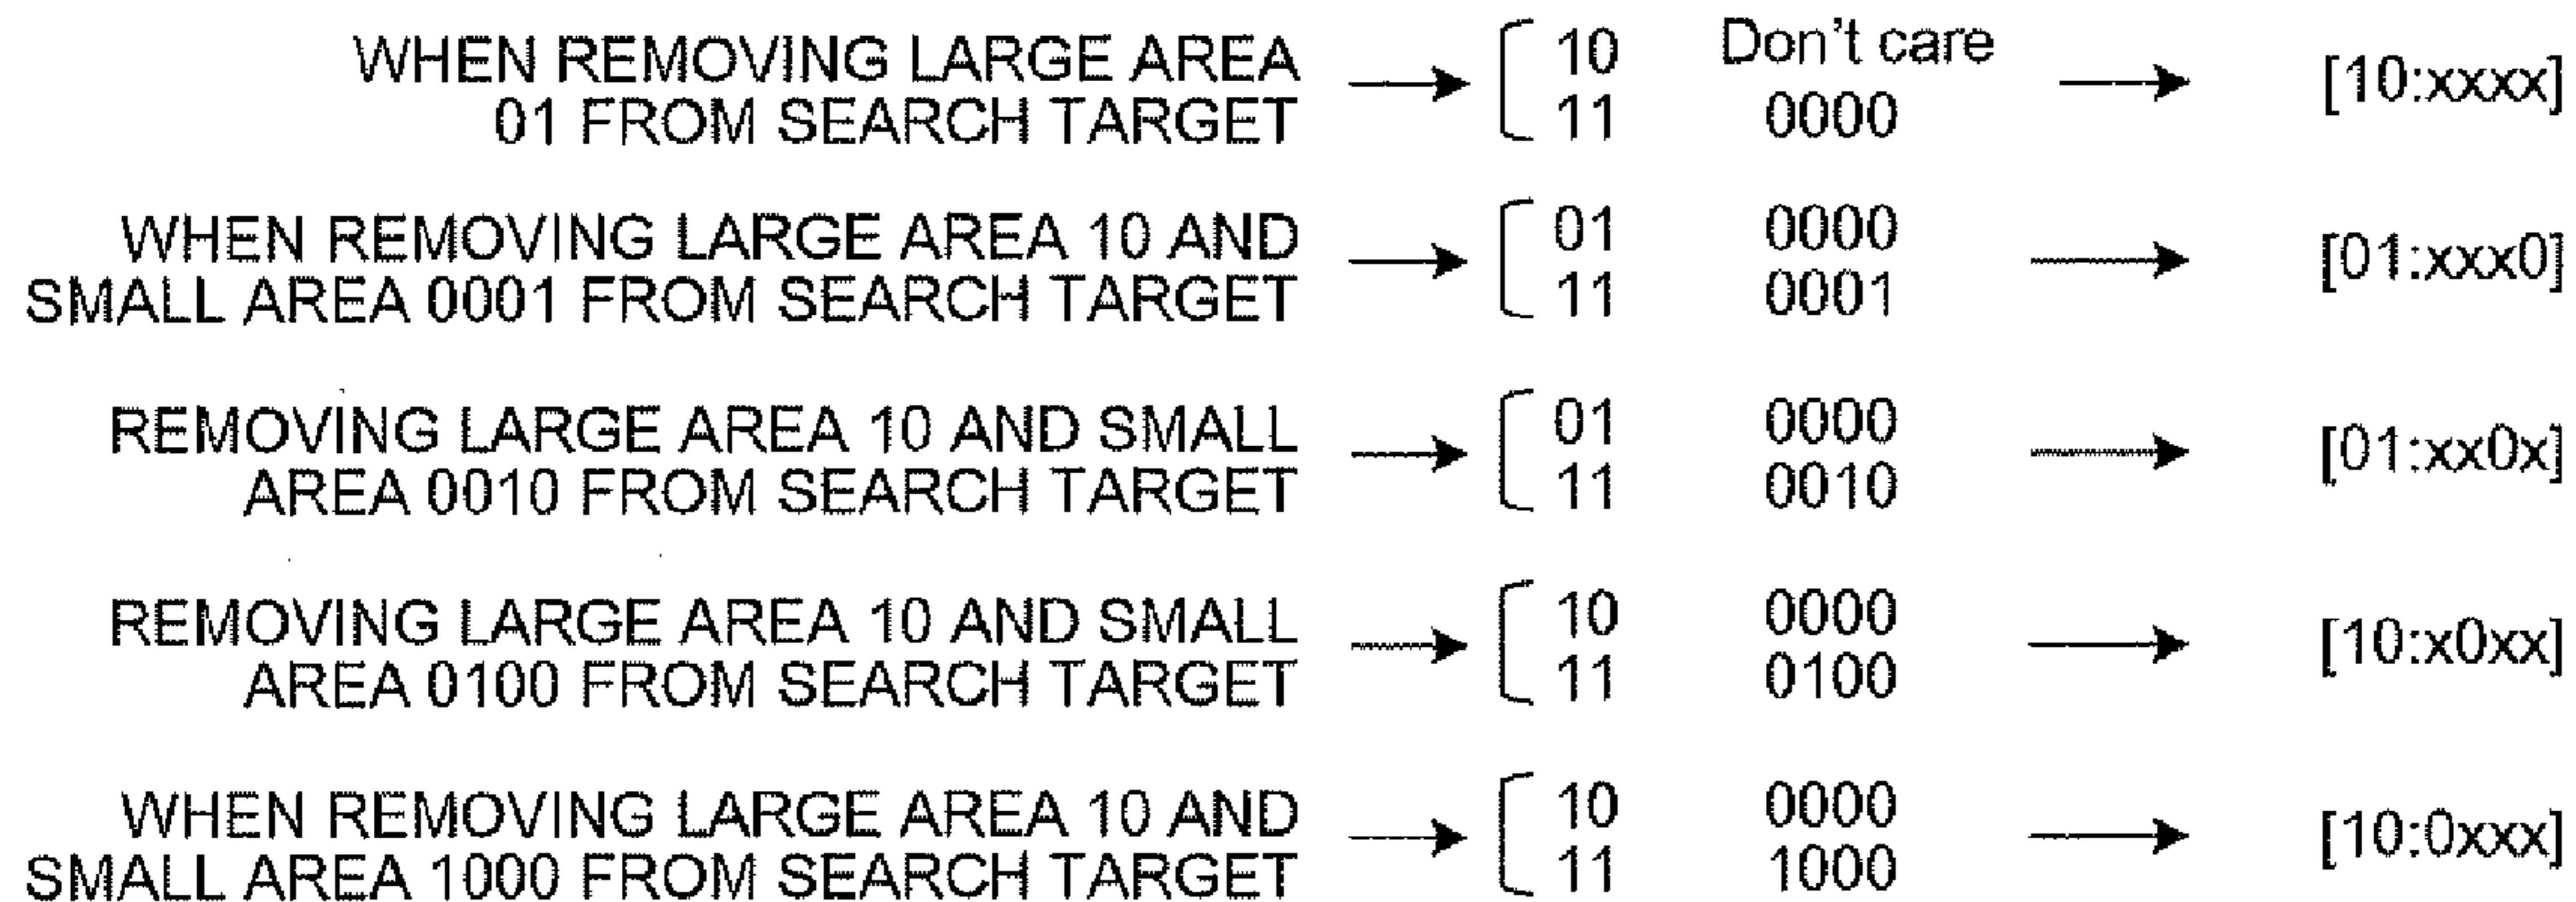 WHEN REMOVING LARGE AREA 10 Don't care [10:xxxx]
01 FROM SEARCH TARGET 11 0000
WHEN REMOVING LARGE AREA 10 AND 01 0000 [01:xxx0]
SMALL AREA 0001 FROM SEARCH TARGET 11 0001
REMOVING LARGE AREA 10 AND SMALL 01 0000 [01:xx0x]
AREA 0010 FROM SEARCH TARGET 11 0010
REMOVING LARGE AREA 10 AND SMALL 10 0000 [10:x0xx]
AREA 0100 FROM SEARCH TARGET 11 0100
WHEN REMOVING LARGE AREA 10 AND 10 0000 [10:0xxx]
SMALL AREA 1000 FROM SEARCH TARGET 11 1000